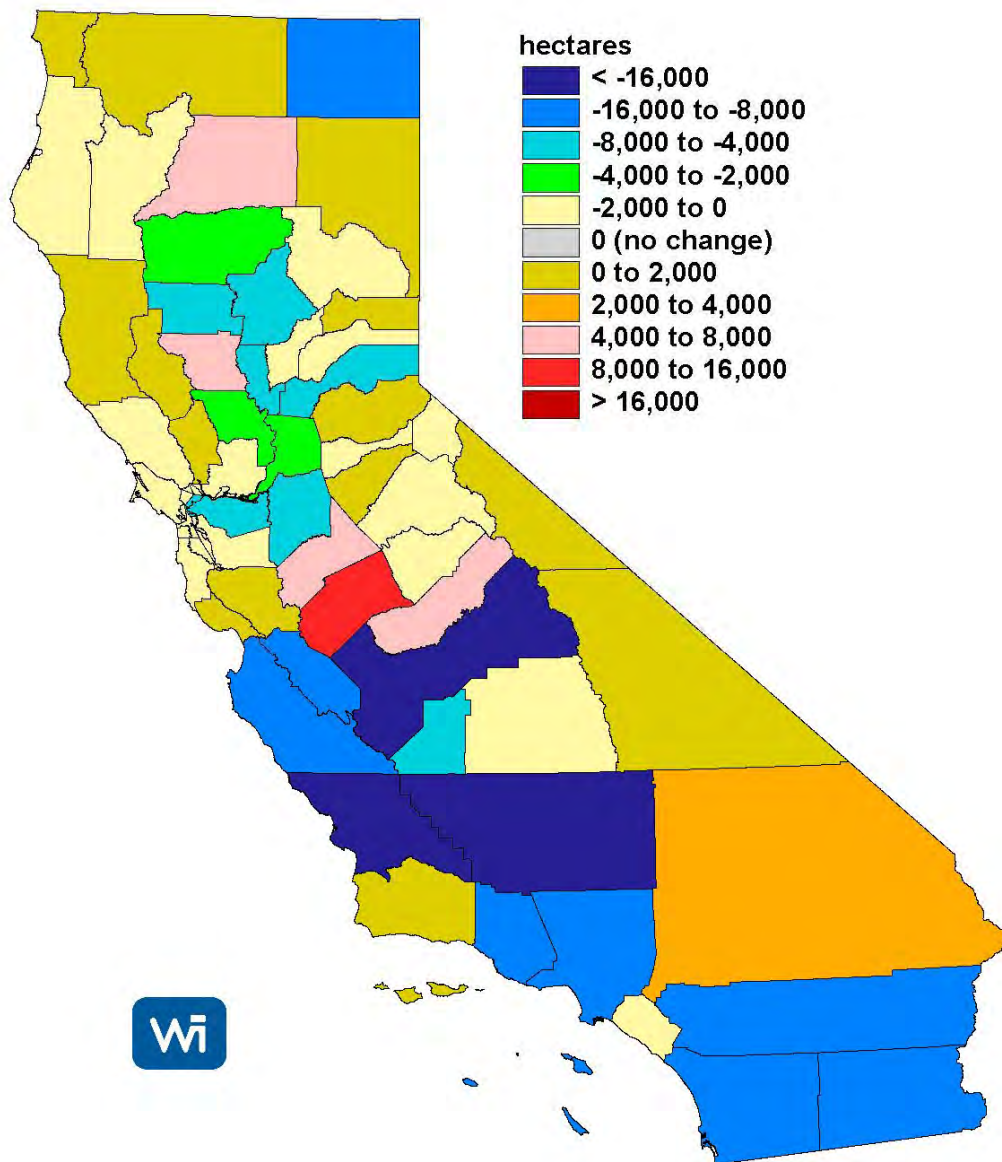 hectares
< -16,000
-16,000 to -8,000
-8,000 to -4,000
-4,000 to -2,000
-2,000 to 0
0 (no change)
0 to 2,000
2,000 to 4,000
4,000 to 8,000
8,000 to 16,000
> 16,000
Wi